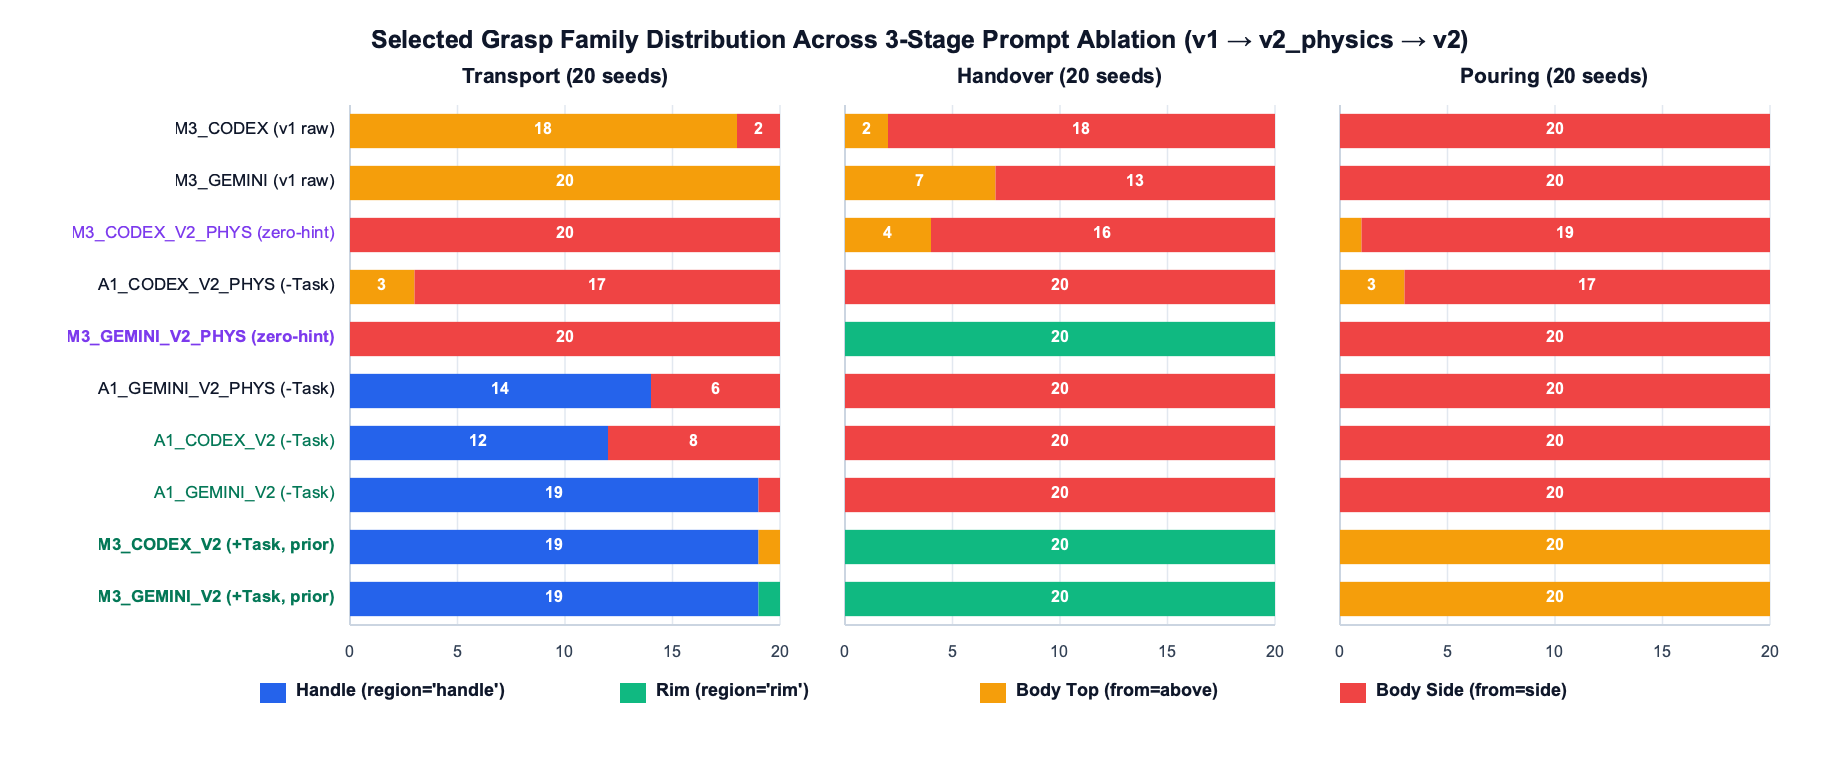 Selected Grasp Family Distribution Across 3-Stage Prompt Ablation (v1 → v2_physics → v2)
Transport (20 seeds) Handover (20 seeds) Pouring (20 seeds)
M3_CODEX (v1 raw) 18 2 2 18 20
M3_GEMINI (v1 raw) 20 7 13 20
M3_CODEX_V2_PHYS (zero-hint) 20 4 16 19
A1_CODEX_V2_PHYS (-Task) 3 17 20 3 17
M3_GEMINI_V2_PHYS (zero-hint) 20 20 20
A1_GEMINI_V2_PHYS (-Task) 14 6 20 20
A1_CODEX_V2 (-Task) 12 8 20 20
A1_GEMINI_V2 (-Task) 19 20 20
M3_CODEX_V2 (+Task, prior) 19 20 20
M3_GEMINI_V2 (+Task, prior) 19 20 20
0 5 10 15 20 0 5 10 15 20 0 5 10 15 20
Handle (region='handle') Rim (region='rim') Body Top (from=above) Body Side (from=side)